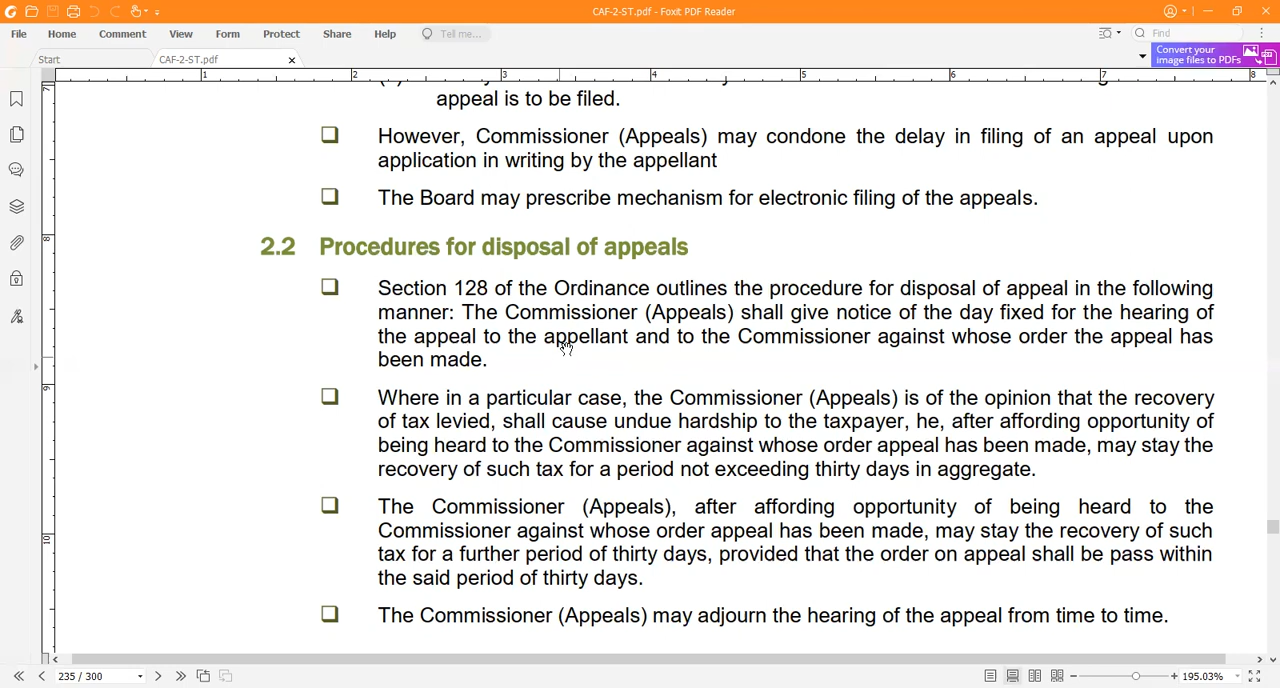 CAF-2-ST.pdf - Foxit PDF Reader
File Home Comment View Form Protect Share Help Tell me... Find
Start CAF-2-ST.pdf
Convert your
image files to PDFs
1 2 3 4 5 6 7 8
appeal is to be filed.
However, Commissioner (Appeals) may condone the delay in filing of an appeal upon
application in writing by the appellant
The Board may prescribe mechanism for electronic filing of the appeals.
2.2 Procedures for disposal of appeals
Section 128 of the Ordinance outlines the procedure for disposal of appeal in the following
manner: The Commissioner (Appeals) shall give notice of the day fixed for the hearing of
the appeal to the appellant and to the Commissioner against whose order the appeal has
been made.
Where in a particular case, the Commissioner (Appeals) is of the opinion that the recovery
of tax levied, shall cause undue hardship to the taxpayer, he, after affording opportunity of
being heard to the Commissioner against whose order appeal has been made, may stay the
recovery of such tax for a period not exceeding thirty days in aggregate.
The Commissioner (Appeals), after affording opportunity of being heard to the
Commissioner against whose order appeal has been made, may stay the recovery of such
tax for a further period of thirty days, provided that the order on appeal shall be pass within
the said period of thirty days.
The Commissioner (Appeals) may adjourn the hearing of the appeal from time to time.
7
8
9
10
235 / 300 195.03%